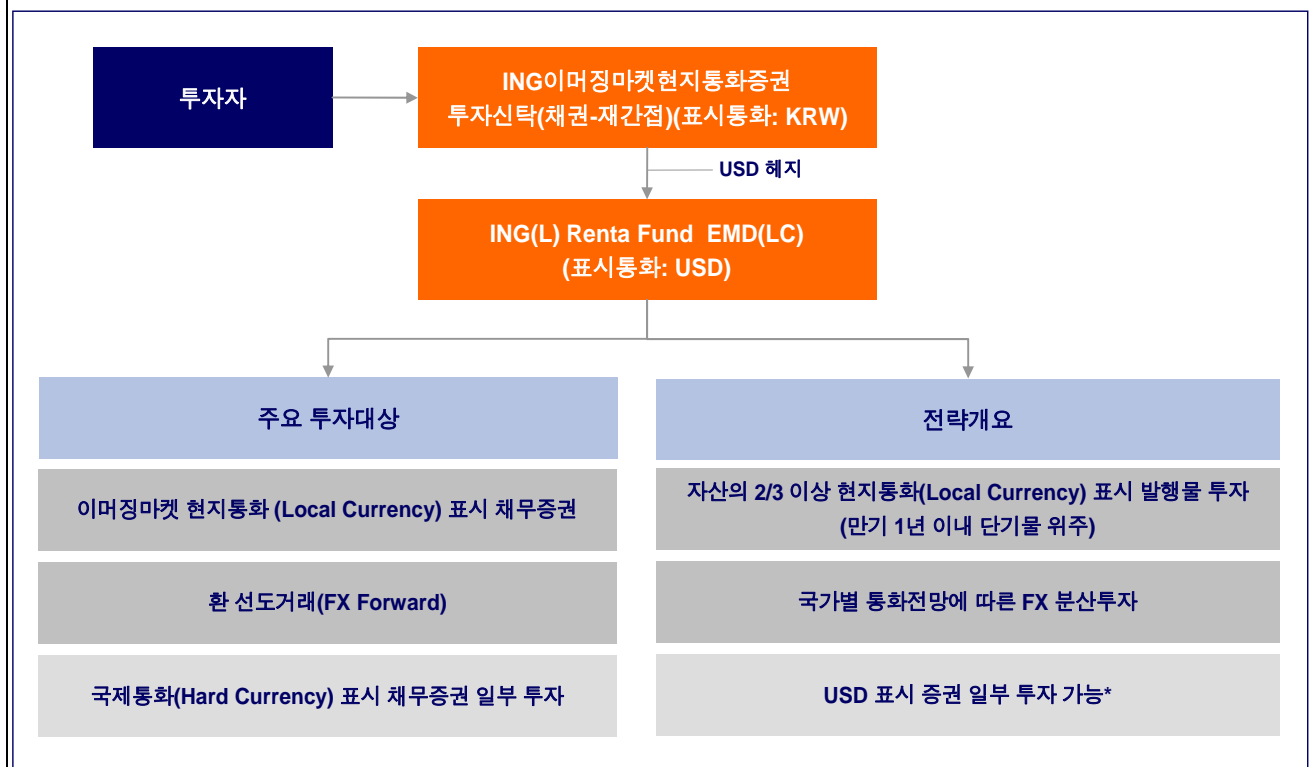 투자자
ING이머징마켓현지통화증권
투자신탁(채권-재간접)(표시통화: KRW)
USD 헤지
ING(L) Renta Fund EMD(LC)
(표시통화: USD)
주요 투자대상
전략개요
이머징마켓 현지통화 (Local Currency) 표시 채무증권
자산의 2/3 이상 현지통화(Local Currency) 표시 발행물 투자
(만기 1년 이내 단기물 위주)
환 선도거래(FX Forward)
국가별 통화전망에 따른 FX 분산투자
국제통화(Hard Currency) 표시 채무증권 일부 투자
USD 표시 증권 일부 투자 가능*